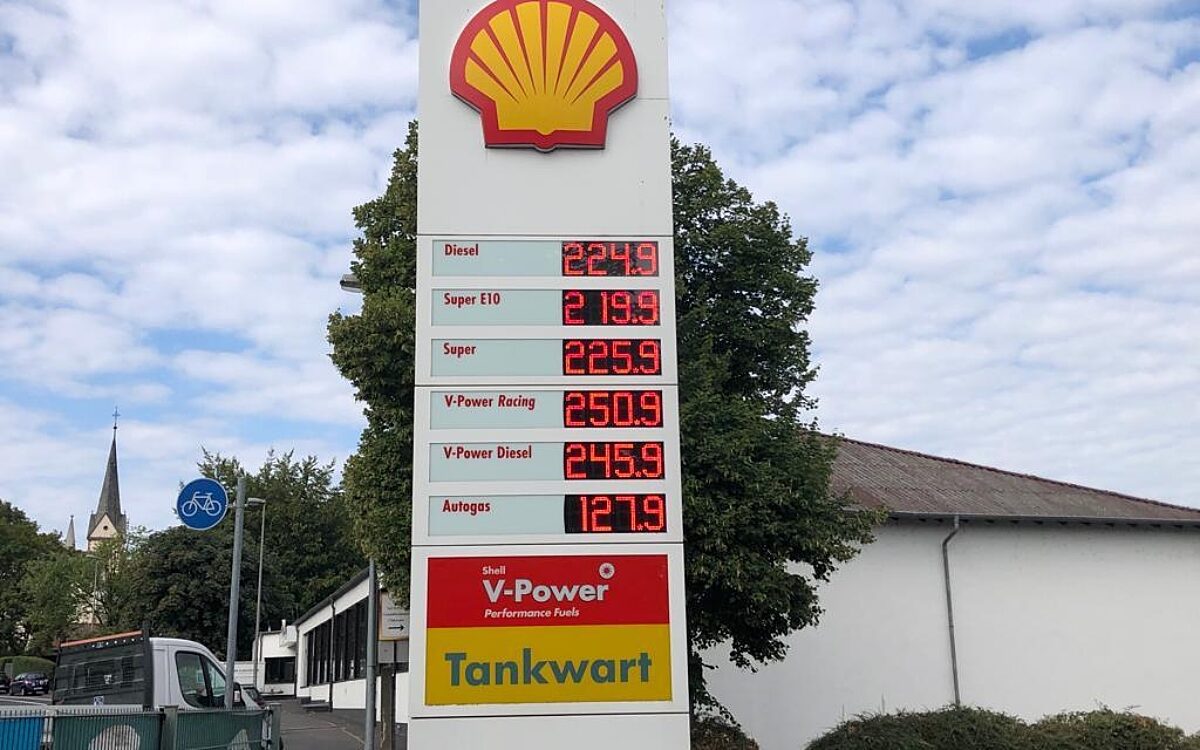 Diesel 224.9
Super E10 219.9
Super 225.9
V-Power Racing 250.9
V-Power Diesel 245.9
Autogas 127.9
Shell
V-Power
Performance Fuels
Tankwart